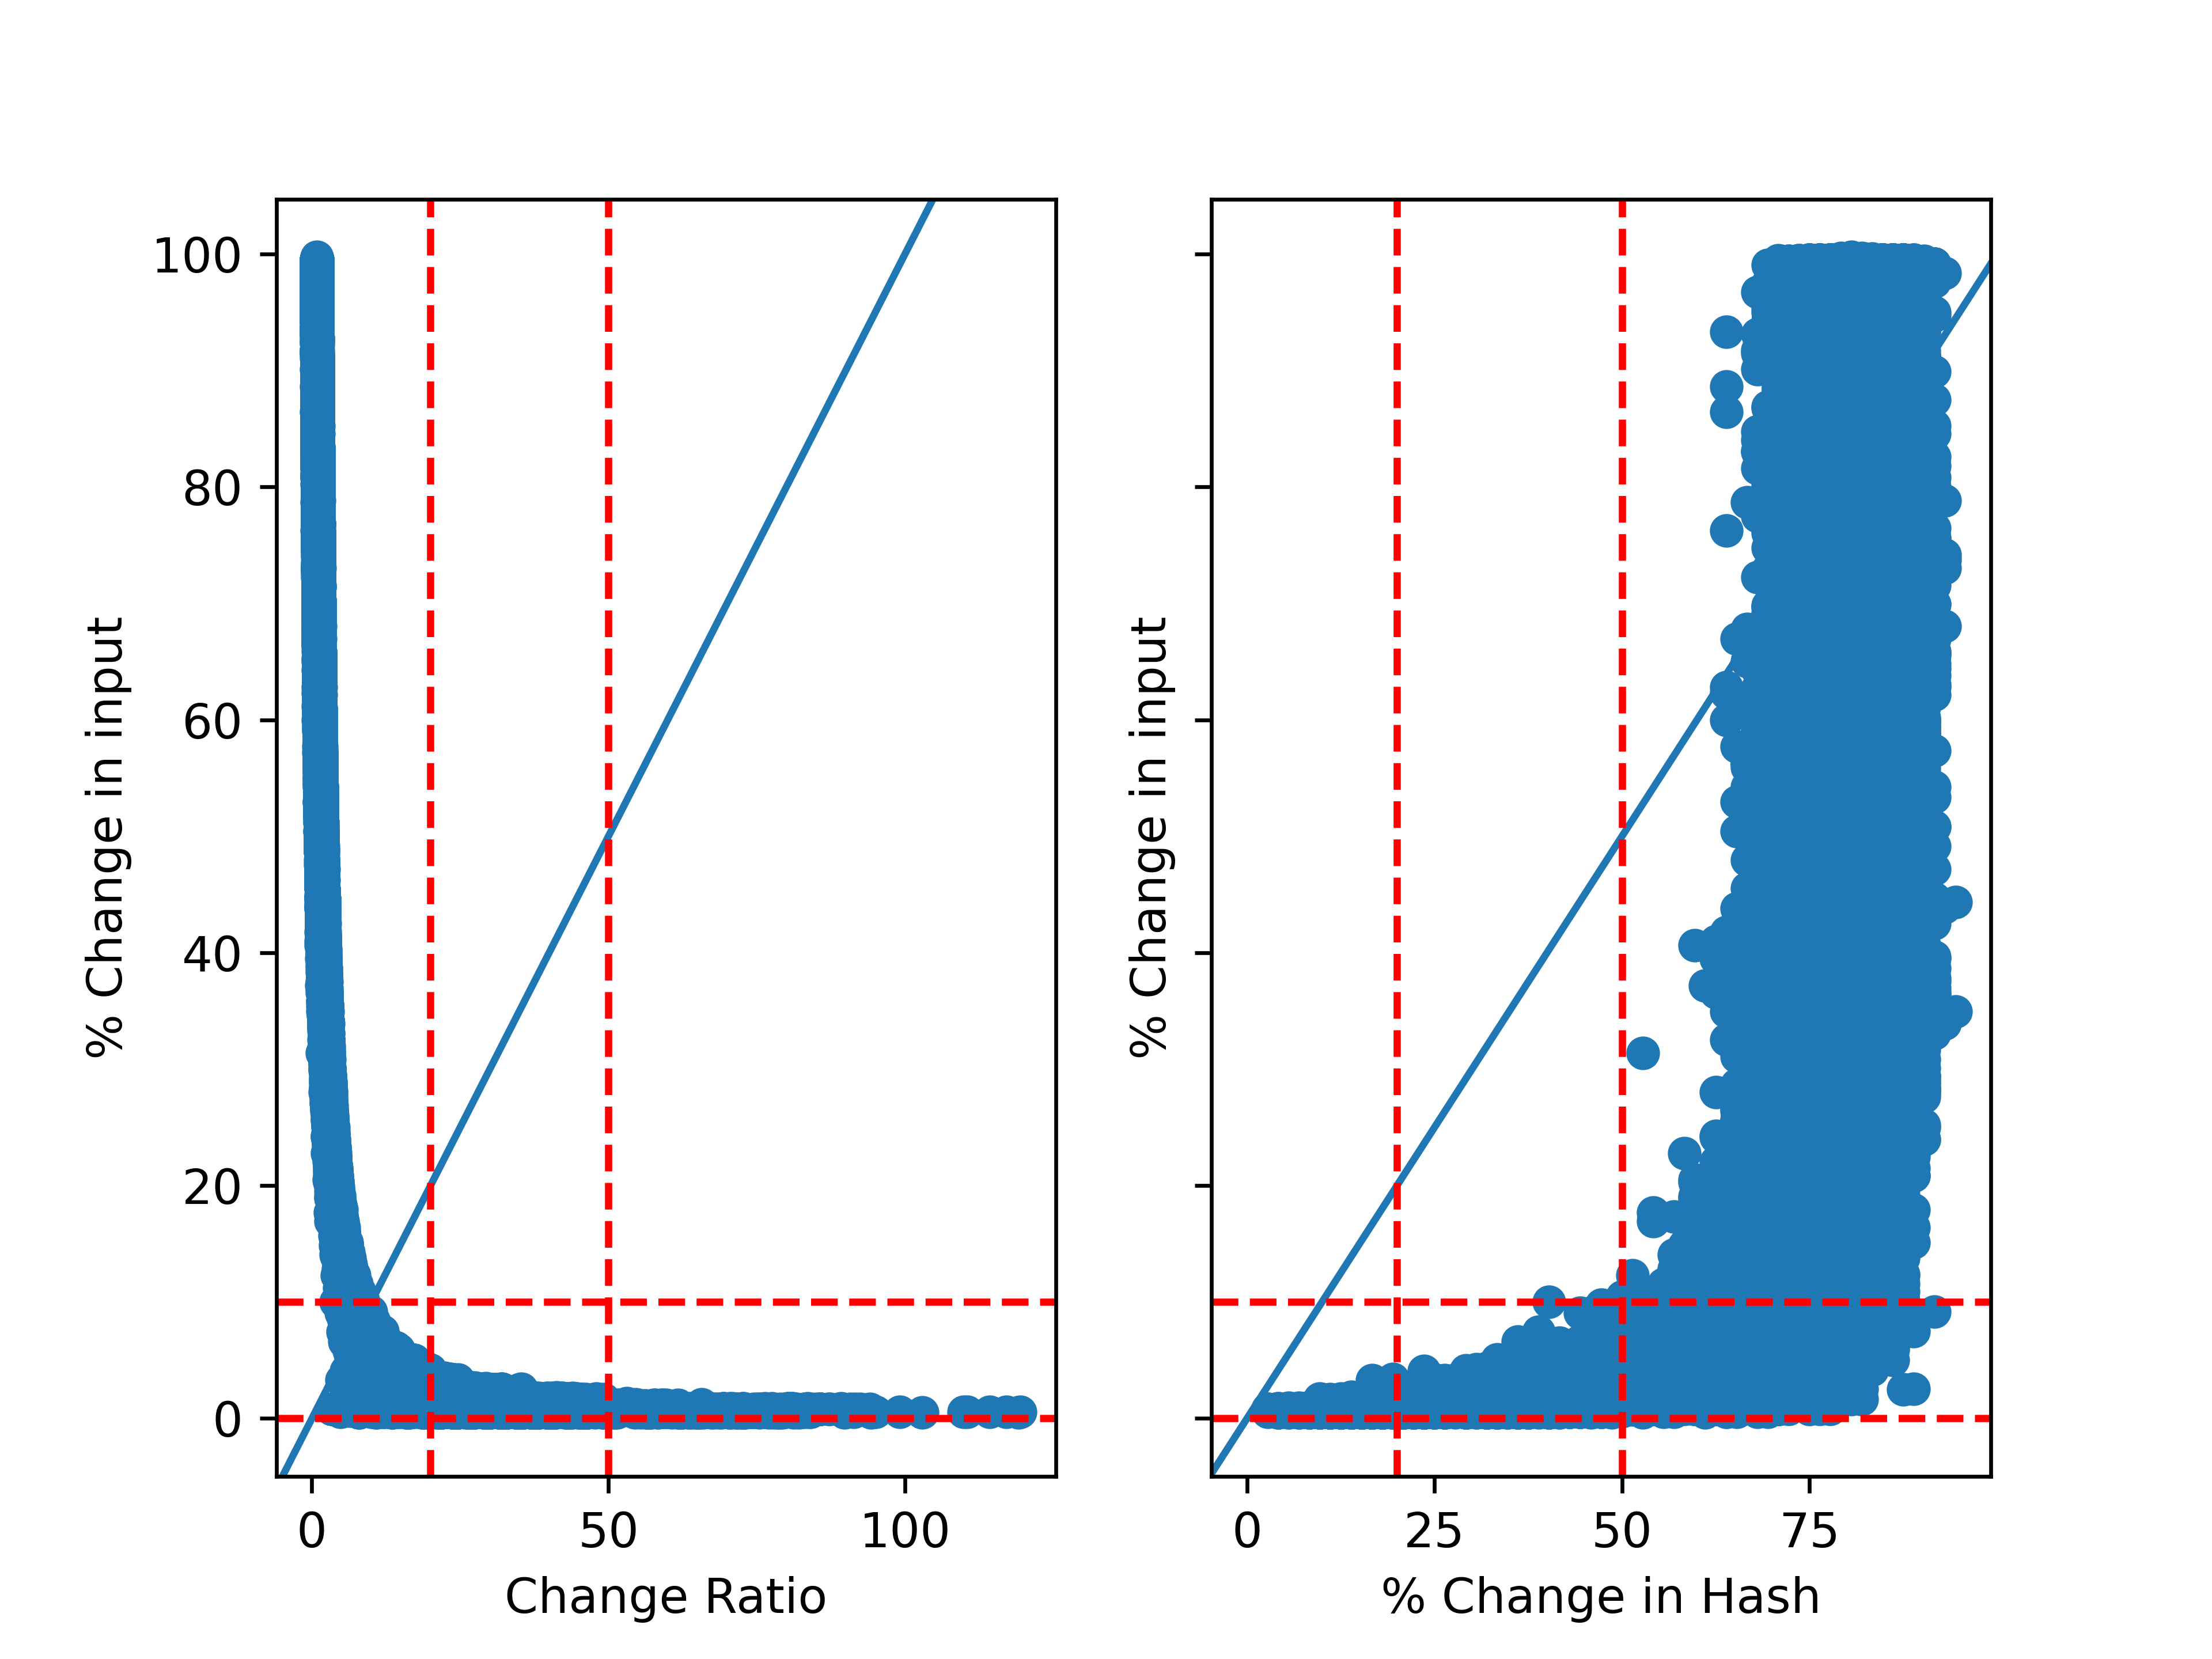 100
80
60
40
20
0
% Change in input
0 50 100
Change Ratio
% Change in input
0 25 50 75
% Change in Hash